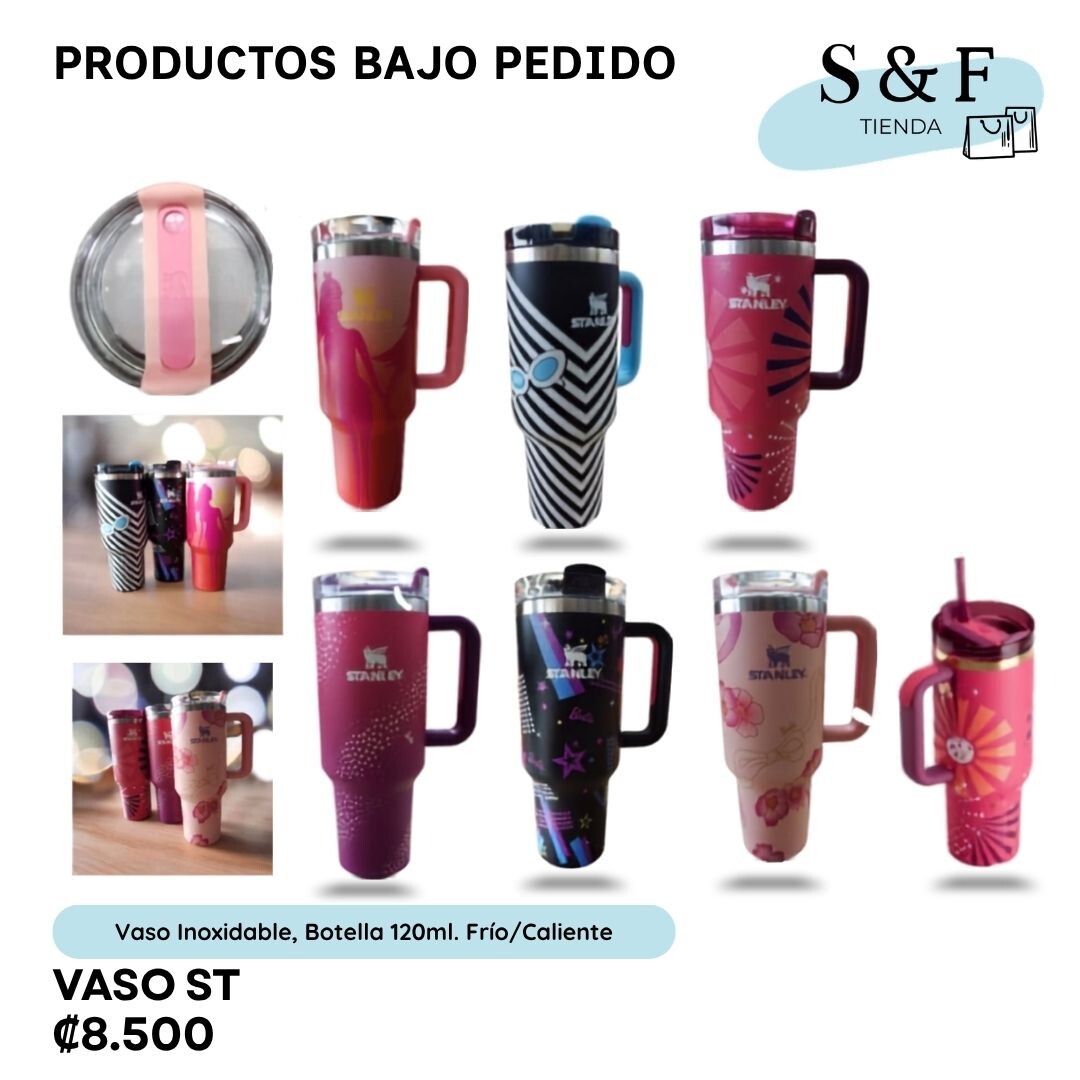 PRODUCTOS BAJO PEDIDO
S & F
TIENDA
STANLEY
STANLEY
STANLEY
STANLEY
Barbie
STANLEY
Vaso Inoxidable, Botella 120ml. Frío/Caliente
VASO ST
₡8.500